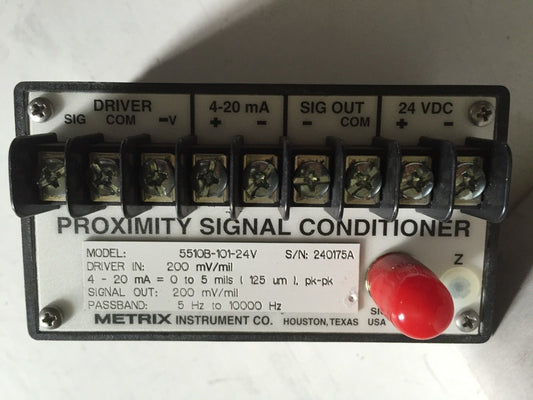 DRIVER 4-20 mA SIG OUT 24 VDC
SIG COM -V + - - COM + -
PROXIMITY SIGNAL CONDITIONER
MODEL: 5510B-101-24V S/N: 240175A
DRIVER IN: 200 mV/mil
4 - 20 mA = 0 to 5 mils ( 125 um ), pk-pk
SIGNAL OUT: 200 mV/mil
PASSBAND: 5 Hz to 10000 Hz
Z
METRIX INSTRUMENT CO. HOUSTON, TEXAS USA